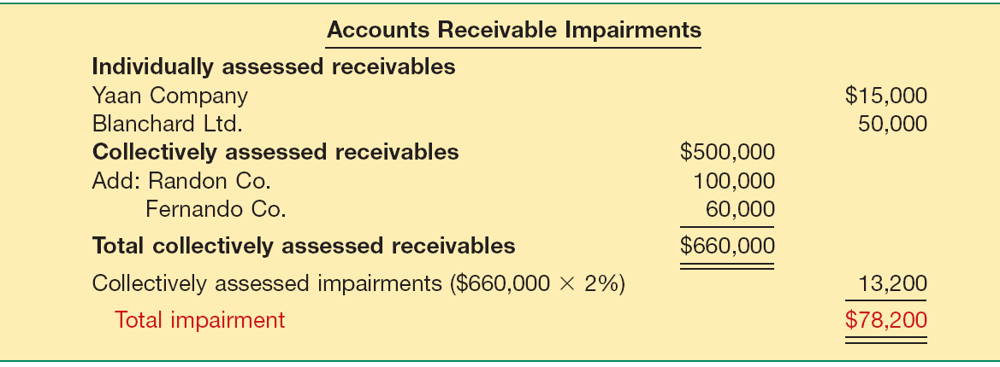 Accounts Receivable Impairments
Individually assessed receivables
Yaan Company $15,000
Blanchard Ltd. 50,000
Collectively assessed receivables $500,000
Add: Randon Co. 100,000
Fernando Co. 60,000
Total collectively assessed receivables $660,000
Collectively assessed impairments ($660,000 × 2%) 13,200
Total impairment $78,200